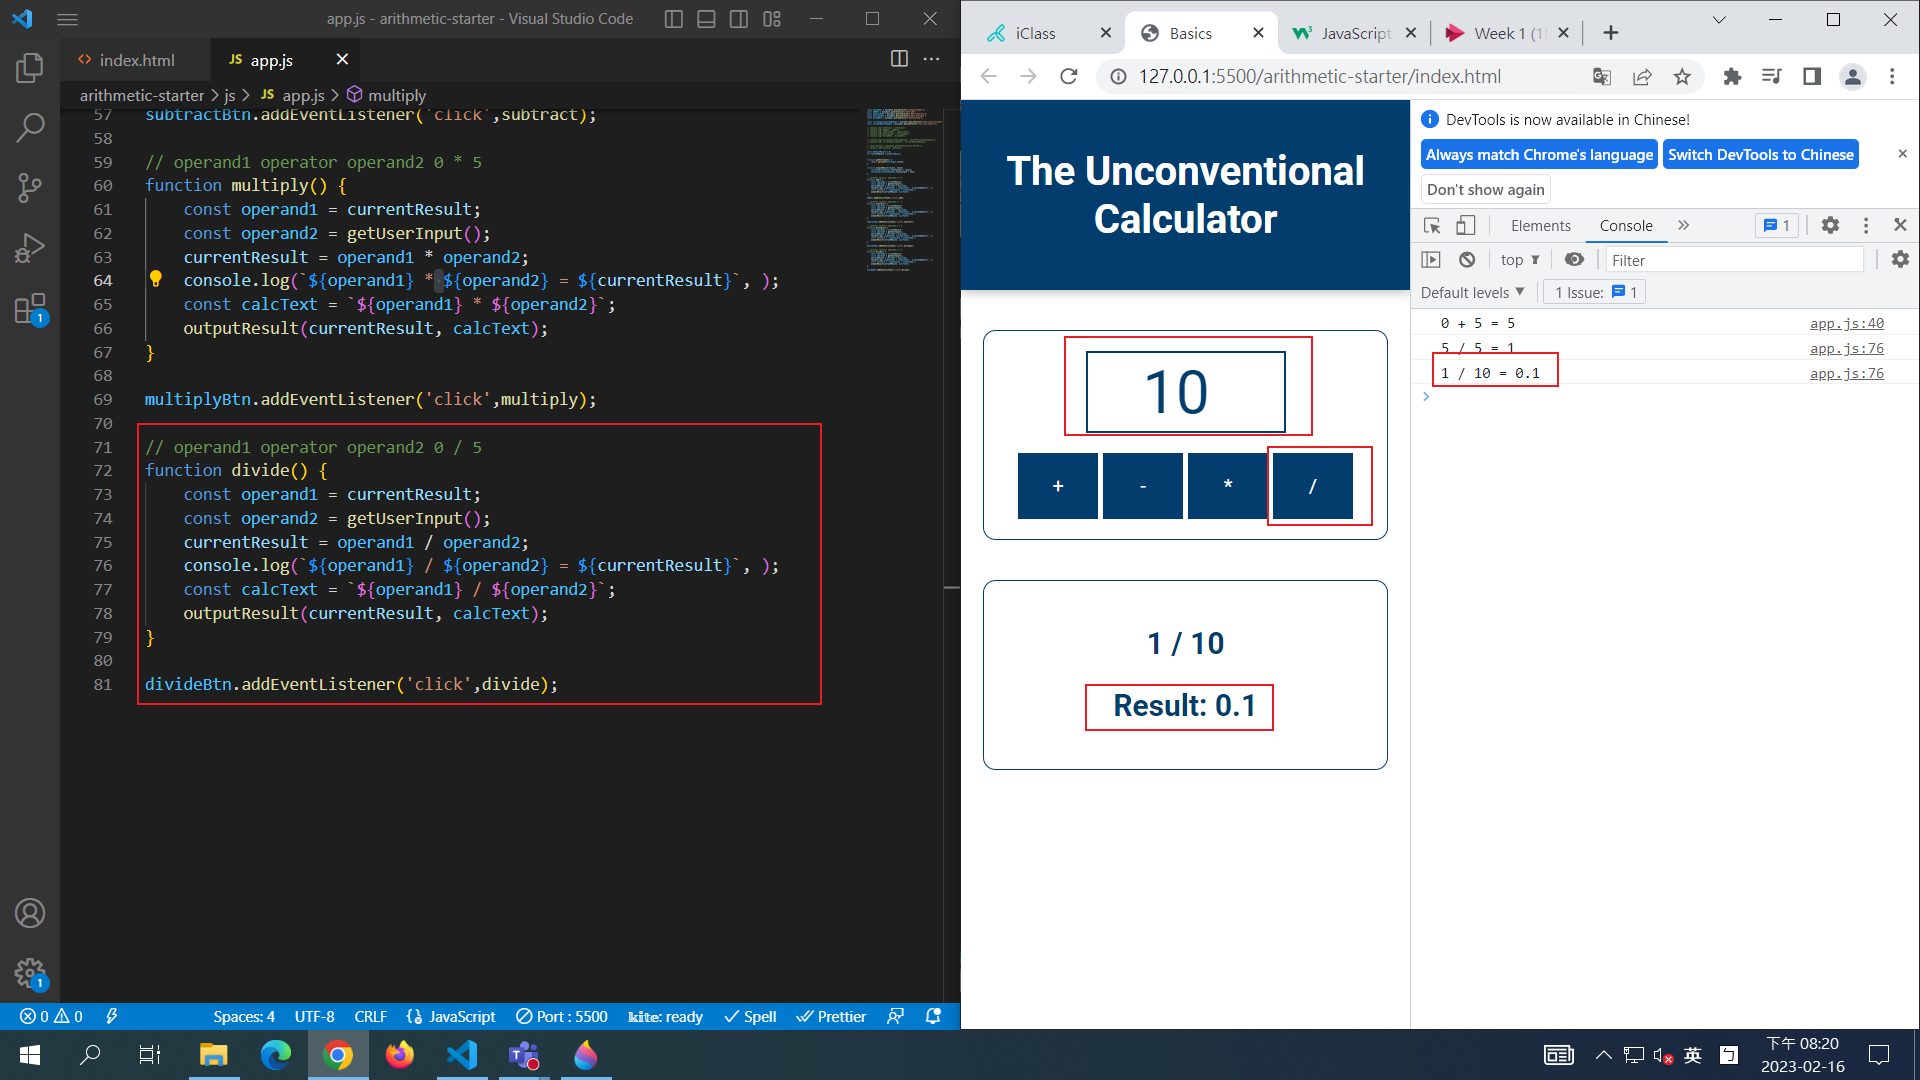 app.js - arithmetic-starter - Visual Studio Code
index.html
JS app.js
arithmetic-starter > js > JS app.js > multiply
57 subtractBtn.addEventListener('click',subtract);
58
59 // operand1 operator operand2 0 * 5
60 function multiply() {
61 const operand1 = currentResult;
62 const operand2 = getUserInput();
63 currentResult = operand1 * operand2;
64 console.log(`${operand1} * ${operand2} = ${currentResult}`, );
65 const calcText = `${operand1} * ${operand2}`;
66 outputResult(currentResult, calcText);
67 }
68
69 multiplyBtn.addEventListener('click',multiply);
70
71 // operand1 operator operand2 0 / 5
72 function divide() {
73 const operand1 = currentResult;
74 const operand2 = getUserInput();
75 currentResult = operand1 / operand2;
76 console.log(`${operand1} / ${operand2} = ${currentResult}`, );
77 const calcText = `${operand1} / ${operand2}`;
78 outputResult(currentResult, calcText);
79 }
80
81 divideBtn.addEventListener('click',divide);
1
1
0 0 Spaces: 4 UTF-8 CRLF JavaScript Port : 5500 kite: ready Spell Prettier
iClass
Basics
JavaScript
Week 1 (1
127.0.0.1:5500/arithmetic-starter/index.html
The Unconventional
Calculator
10
+ - * /
1 / 10
Result: 0.1
DevTools is now available in Chinese!
Always match Chrome's language
Switch DevTools to Chinese
Don't show again
Elements Console 1
top Filter
Default levels 1 Issue: 1
0 + 5 = 5 app.js:40
5 / 5 = 1 app.js:76
1 / 10 = 0.1 app.js:76
英
ㄅ
下午 08:20
2023-02-16